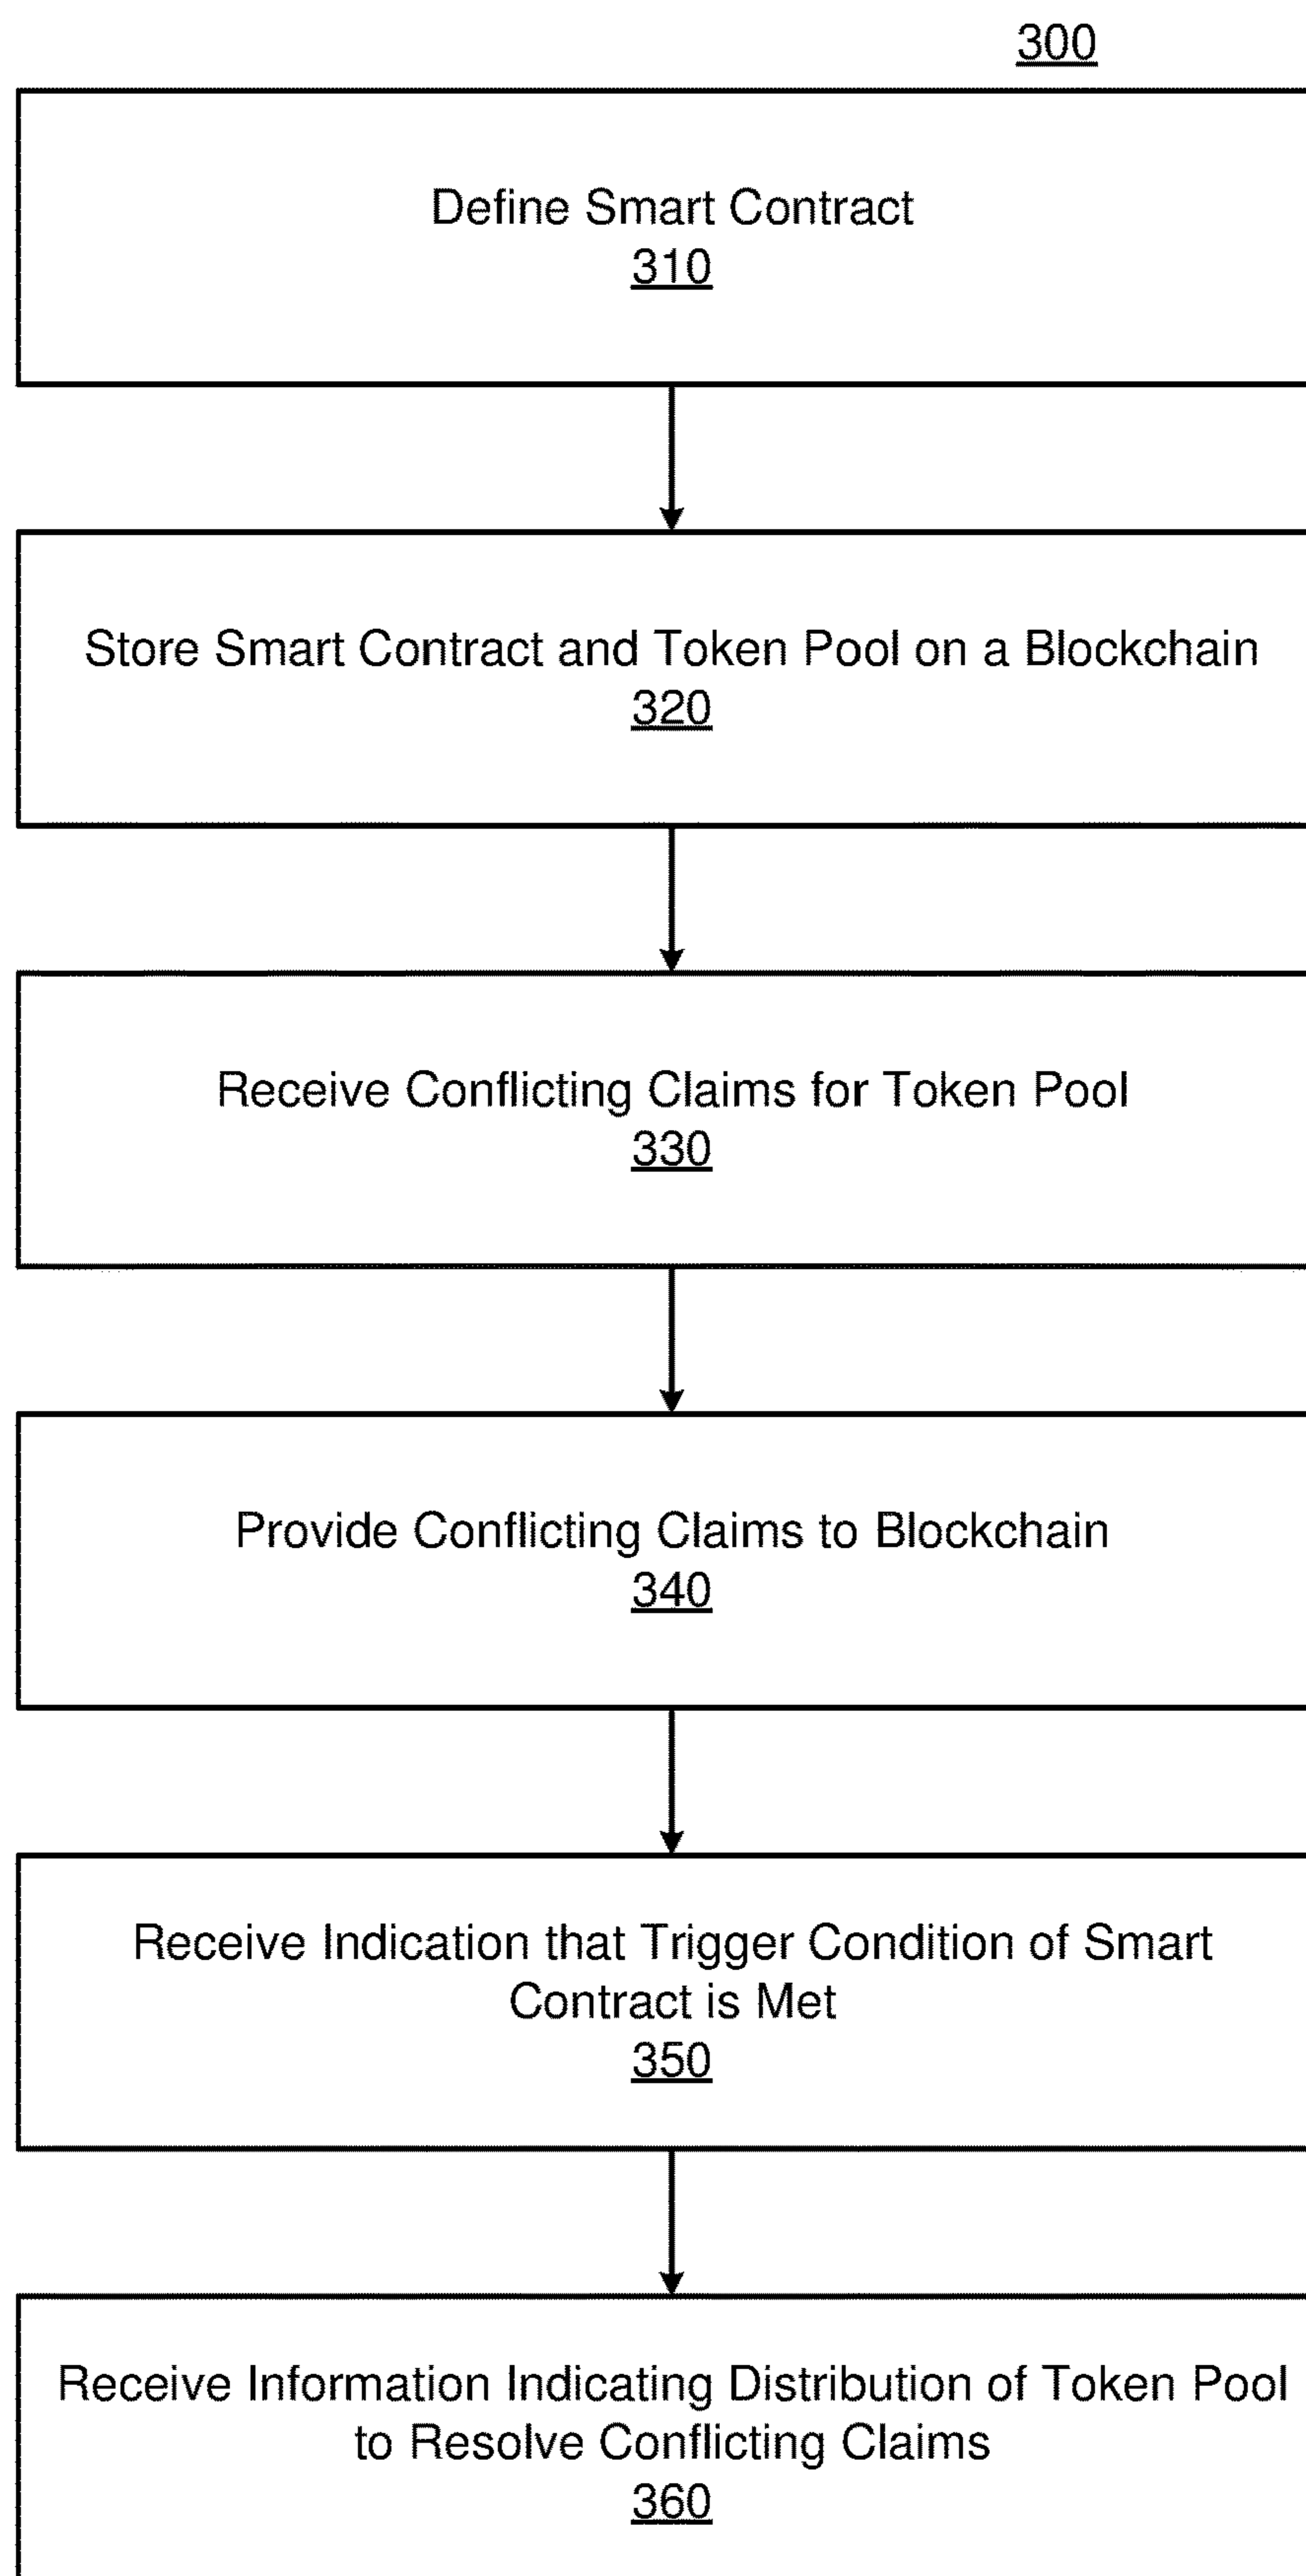 300
Define Smart Contract
310
Store Smart Contract and Token Pool on a Blockchain
320
Receive Conflicting Claims for Token Pool
330
Provide Conflicting Claims to Blockchain
340
Receive Indication that Trigger Condition of Smart
Contract is Met
350
Receive Information Indicating Distribution of Token Pool
to Resolve Conflicting Claims
360